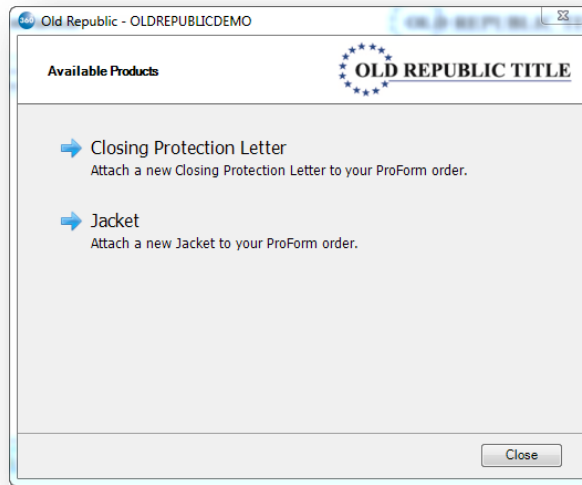 360 Old Republic - OLDREPUBLICDEMO
Available Products
OLD REPUBLIC TITLE
Closing Protection Letter
Attach a new Closing Protection Letter to your ProForm order.
Jacket
Attach a new Jacket to your ProForm order.
Close